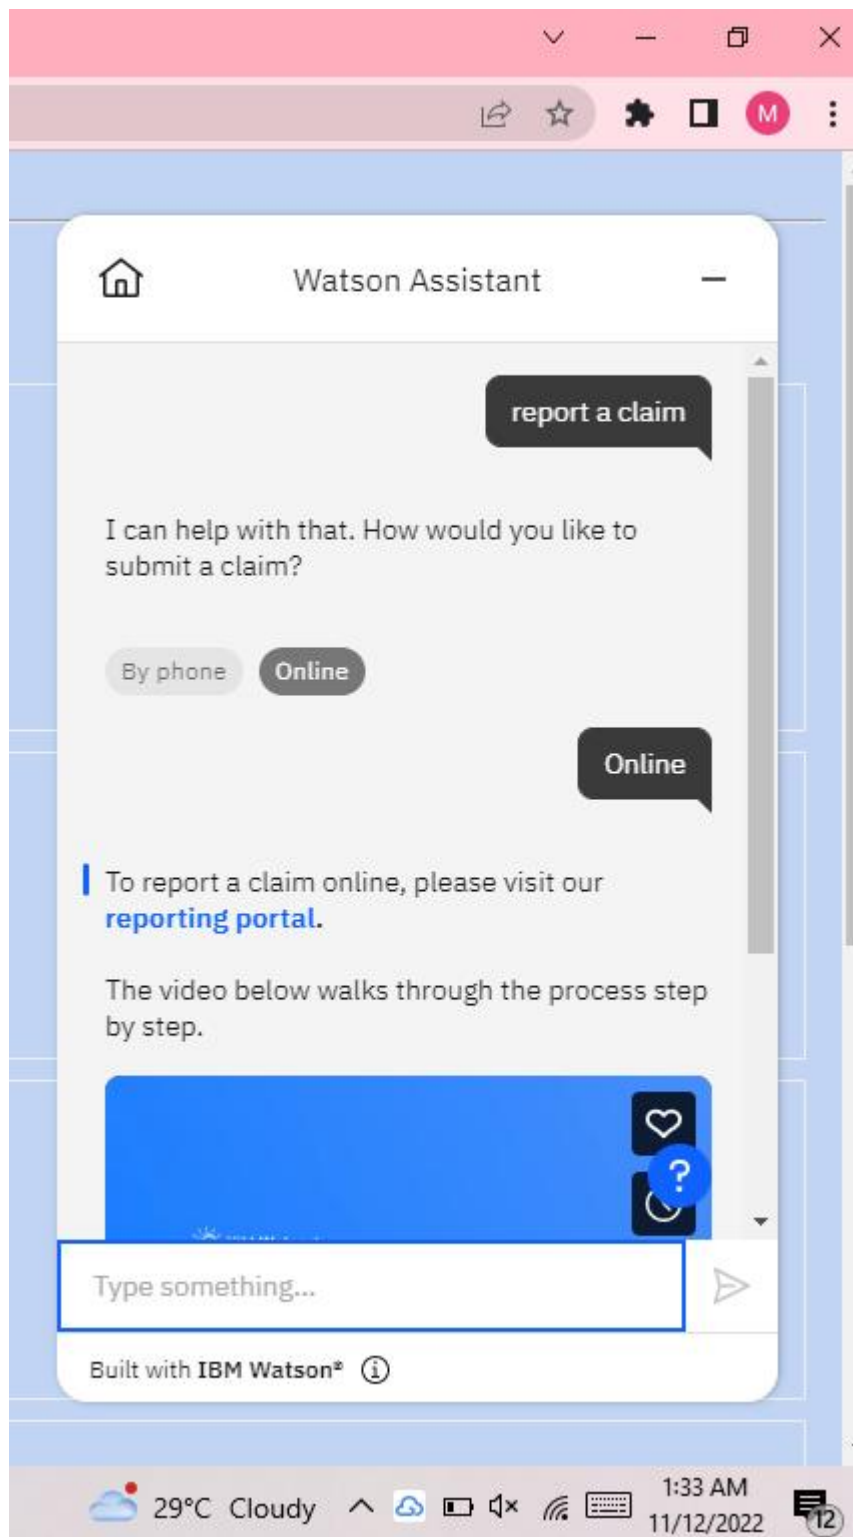 M
Watson Assistant
report a claim
I can help with that. How would you like to
submit a claim?
By phone Online
Online
To report a claim online, please visit our
reporting portal.
The video below walks through the process step
by step.
?
Type something...
Built with IBM Watson®
29°C Cloudy
1:33 AM
11/12/2022
12